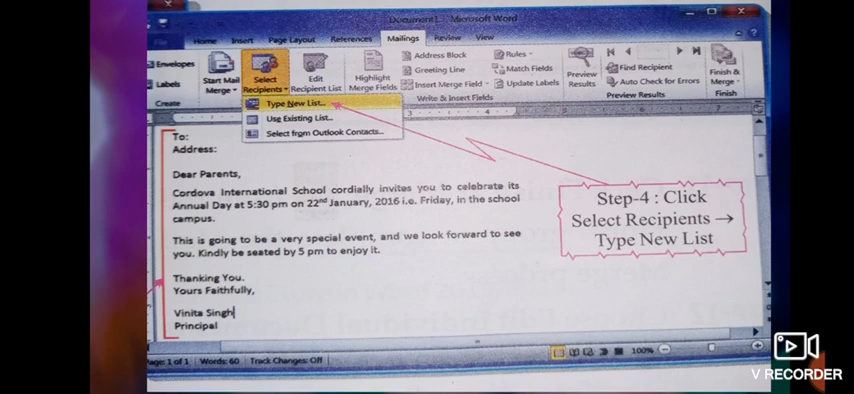 Document1 - Microsoft Word
Home Insert Page Layout References Mailings Review View
Envelopes
Labels
Create
Start Mail
Merge
Select
Recipients
Edit
Recipient List
Highlight
Merge Fields
Address Block
Greeting Line
Insert Merge Field
Rules
Match Fields
Update Labels
Write & Insert Fields
Preview
Results
Find Recipient
Auto Check for Errors
Preview Results
Finish &
Merge
Finish
Type New List...
Use Existing List...
Select from Outlook Contacts...
3 4 7
To:
Address:
Dear Parents,
Cordova International School cordially invites you to celebrate its
Annual Day at 5:30 pm on 22nd January, 2016 i.e. Friday, in the school
campus.
This is going to be a very special event, and we look forward to see
you. Kindly be seated by 5 pm to enjoy it.
Thanking You.
Yours Faithfully,
Vinita Singh
Principal
Step-4 : Click
Select Recipients →
Type New List
Page: 1 of 1 Words: 60 Track Changes: Off 100%
V RECORDER